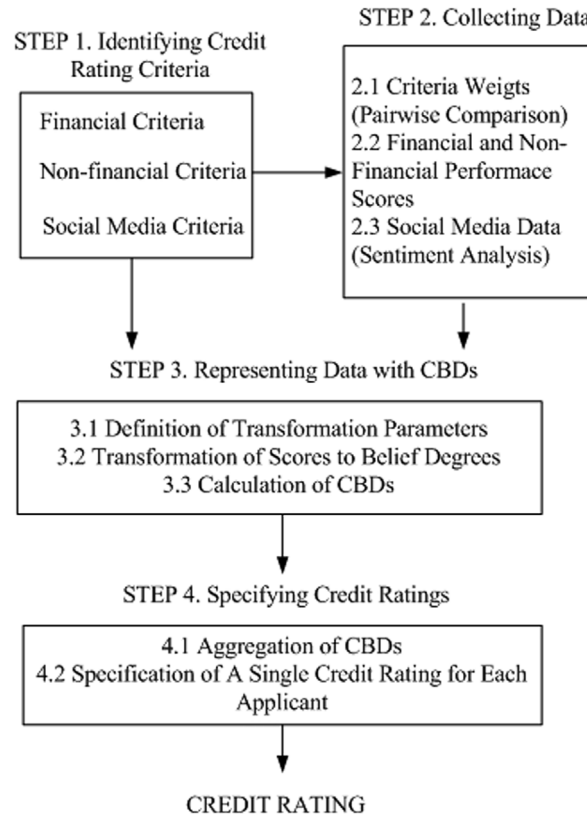 STEP 1. Identifying Credit
Rating Criteria
Financial Criteria
Non-financial Criteria
Social Media Criteria
STEP 2. Collecting Data
2.1 Criteria Weigts
(Pairwise Comparison)
2.2 Financial and Non-
Financial Performace
Scores
2.3 Social Media Data
(Sentiment Analysis)
STEP 3. Representing Data with CBDs
3.1 Definition of Transformation Parameters
3.2 Transformation of Scores to Belief Degrees
3.3 Calculation of CBDs
STEP 4. Specifying Credit Ratings
4.1 Aggregation of CBDs
4.2 Specification of A Single Credit Rating for Each
Applicant
CREDIT RATING